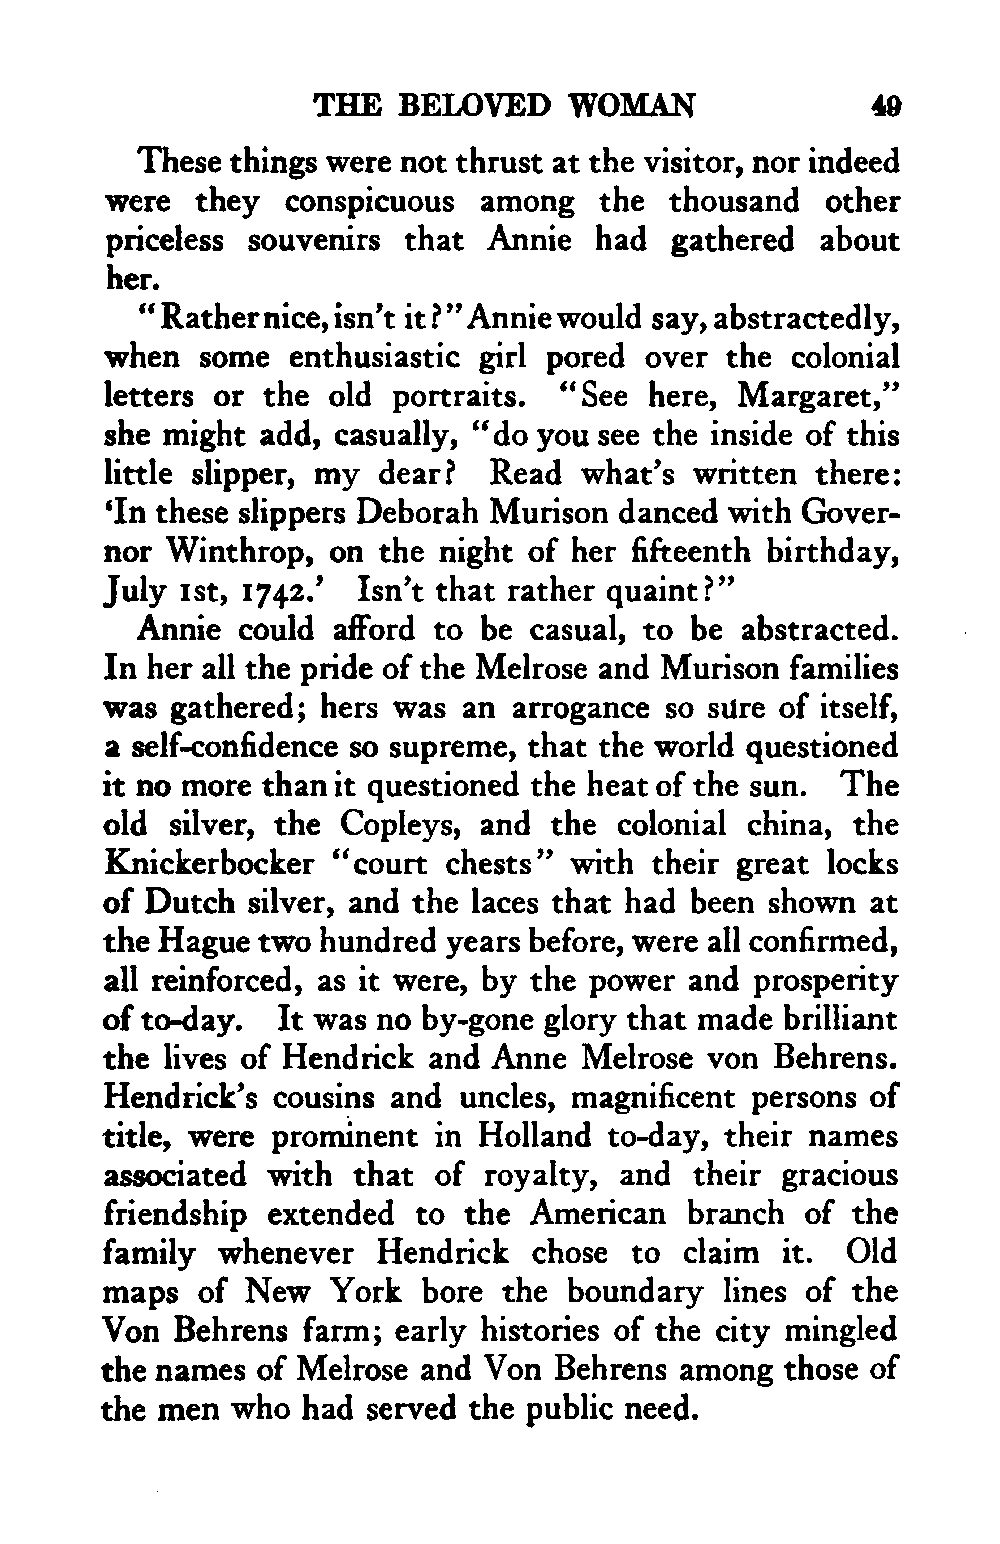 THE BELOVED WOMAN 49
These things were not thrust at the visitor, nor indeed
were they conspicuous among the thousand other
priceless souvenirs that Annie had gathered about
her.
"Rather nice, isn't it?" Annie would say, abstractedly,
when some enthusiastic girl pored over the colonial
letters or the old portraits. "See here, Margaret,"
she might add, casually, "do you see the inside of this
little slipper, my dear? Read what's written there:
'In these slippers Deborah Murison danced with Gover-
nor Winthrop, on the night of her fifteenth birthday,
July 1st, 1742.' Isn't that rather quaint?"
Annie could afford to be casual, to be abstracted.
In her all the pride of the Melrose and Murison families
was gathered; hers was an arrogance so sure of itself,
a self-confidence so supreme, that the world questioned
it no more than it questioned the heat of the sun. The
old silver, the Copleys, and the colonial china, the
Knickerbocker "court chests" with their great locks
of Dutch silver, and the laces that had been shown at
the Hague two hundred years before, were all confirmed,
all reinforced, as it were, by the power and prosperity
of to-day. It was no by-gone glory that made brilliant
the lives of Hendrick and Anne Melrose von Behrens.
Hendrick's cousins and uncles, magnificent persons of
title, were prominent in Holland to-day, their names
associated with that of royalty, and their gracious
friendship extended to the American branch of the
family whenever Hendrick chose to claim it. Old
maps of New York bore the boundary lines of the
Von Behrens farm; early histories of the city mingled
the names of Melrose and Von Behrens among those of
the men who had served the public need.